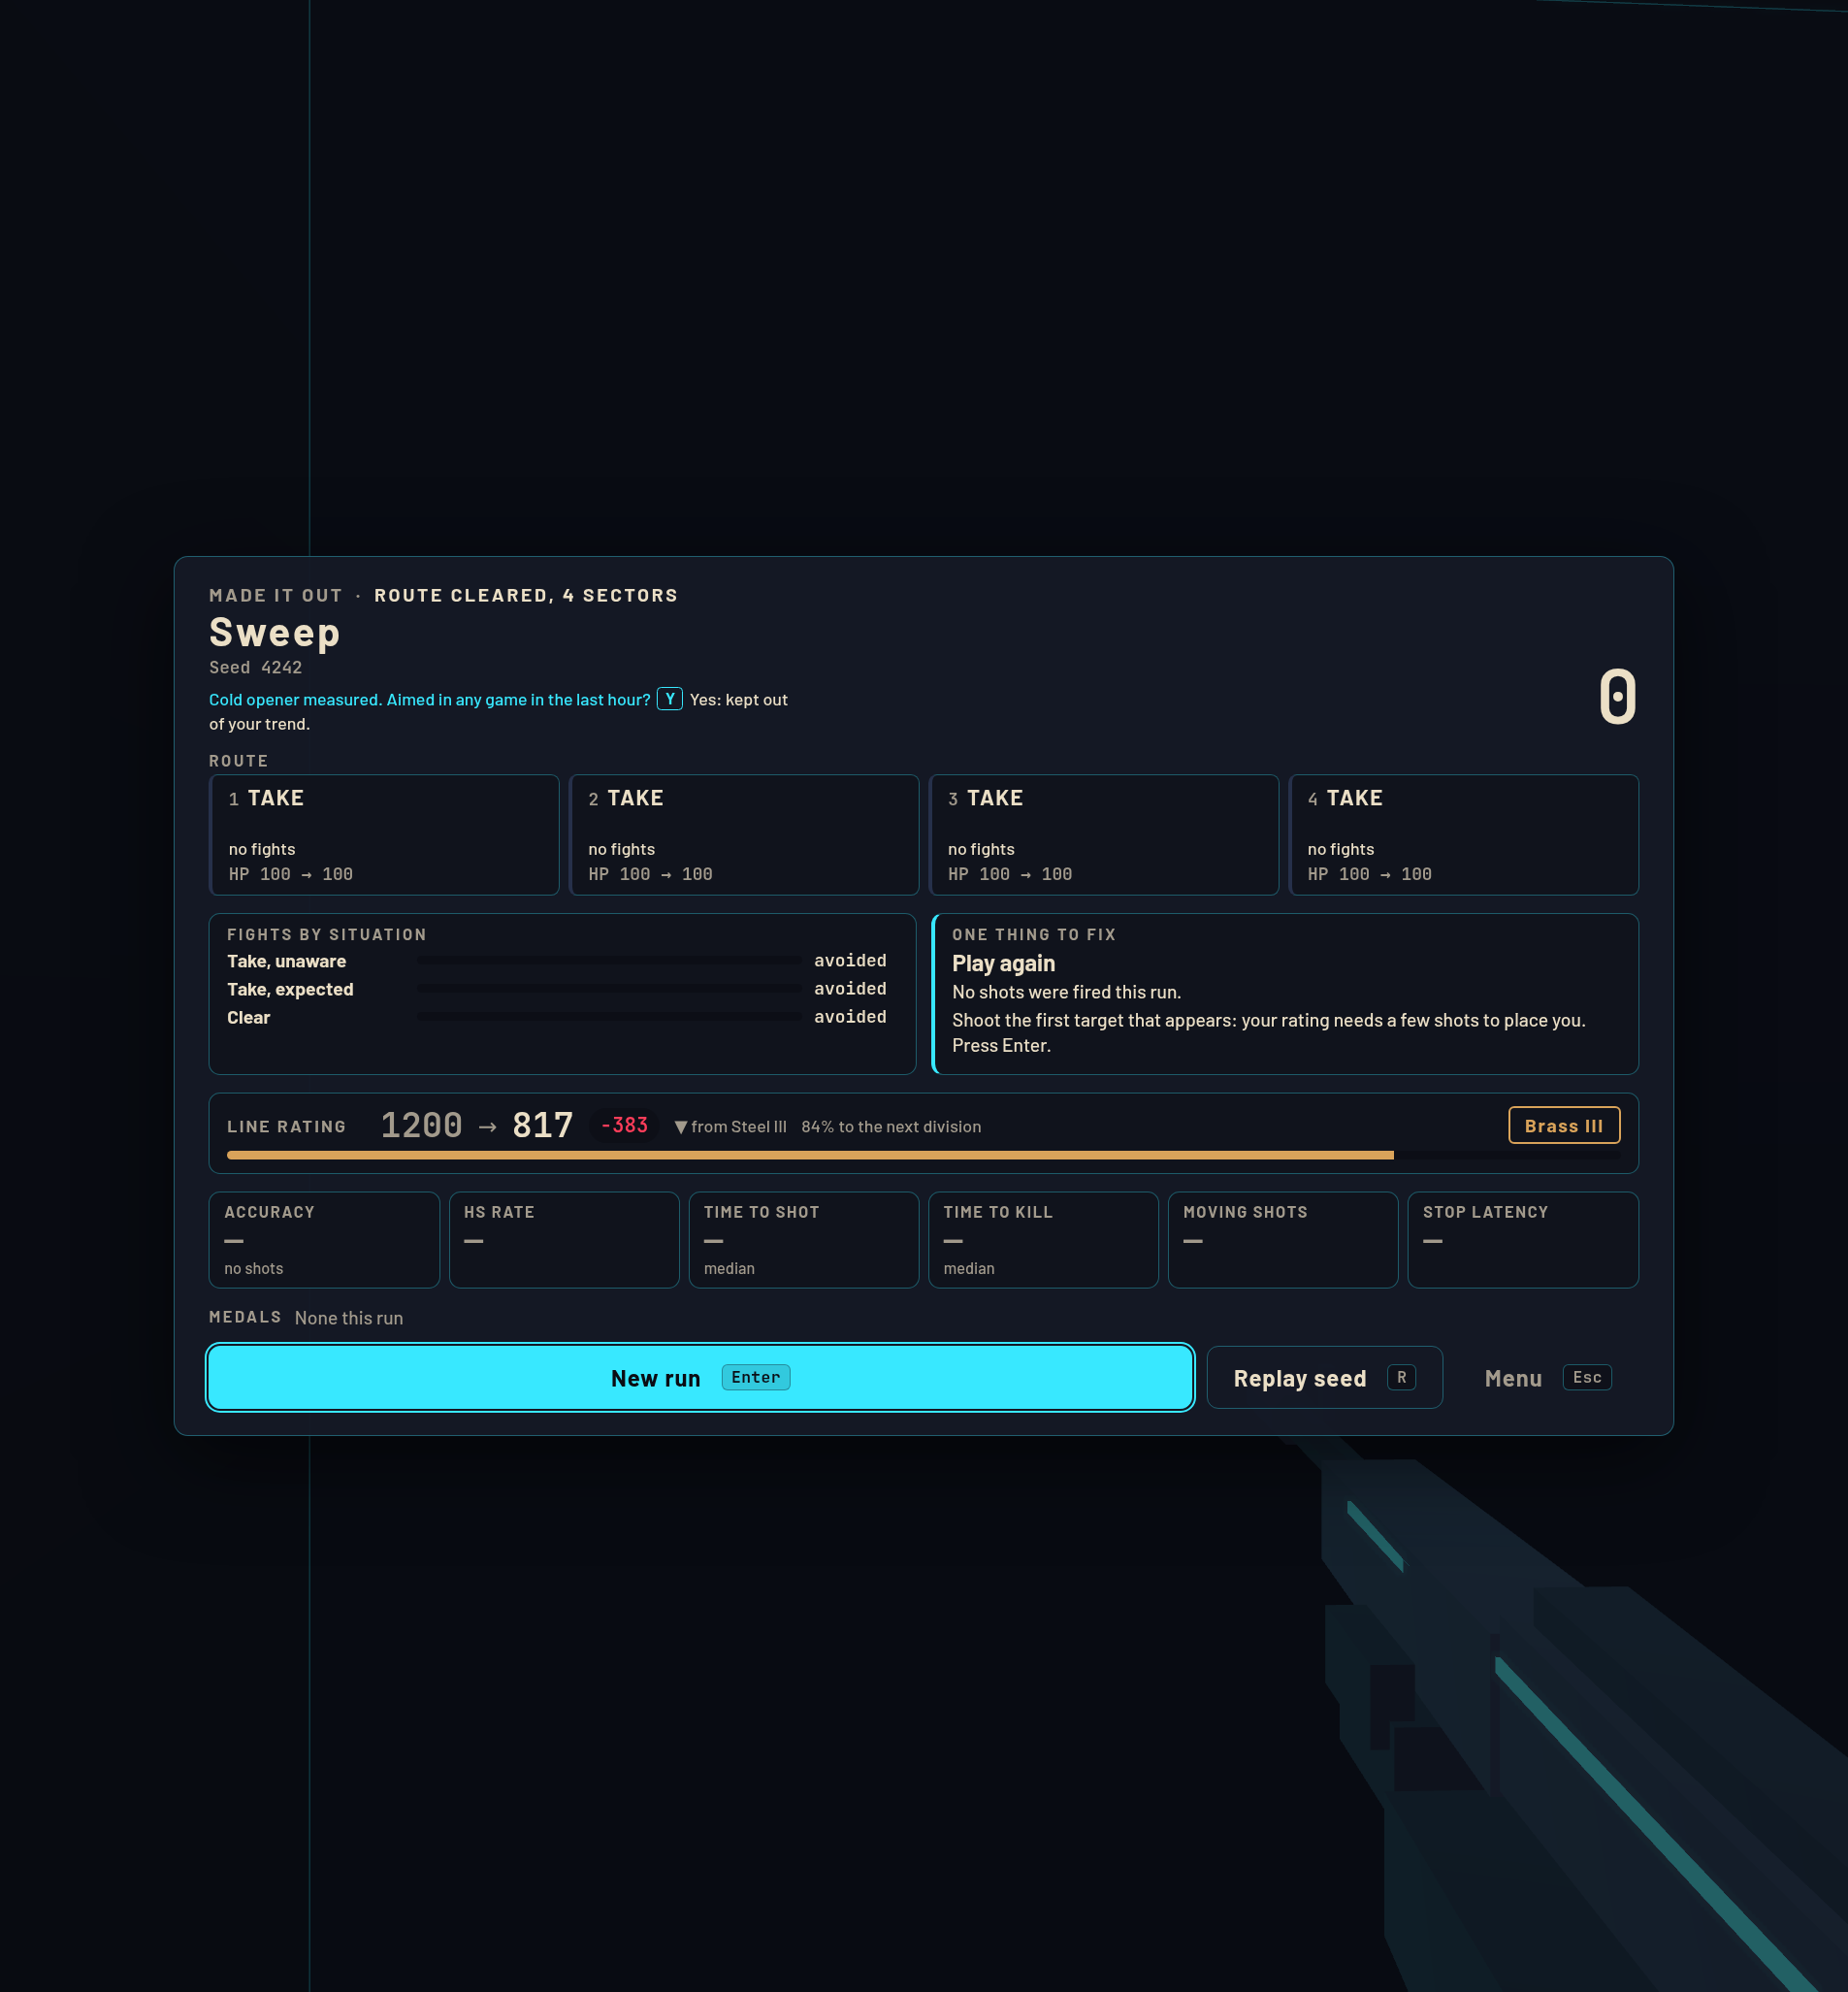 MADE IT OUT · ROUTE CLEARED, 4 SECTORS
Sweep
Seed 4242
Cold opener measured. Aimed in any game in the last hour? Y Yes: kept out
of your trend.
0
ROUTE
1 TAKE
no fights
HP 100 → 100
2 TAKE
no fights
HP 100 → 100
3 TAKE
no fights
HP 100 → 100
4 TAKE
no fights
HP 100 → 100
FIGHTS BY SITUATION
Take, unaware avoided
Take, expected avoided
Clear avoided
ONE THING TO FIX
Play again
No shots were fired this run.
Shoot the first target that appears: your rating needs a few shots to place you.
Press Enter.
LINE RATING 1200 → 817 -383 ▼ from Steel III 84% to the next division Brass III
ACCURACY
—
no shots
HS RATE
—
TIME TO SHOT
—
median
TIME TO KILL
—
median
MOVING SHOTS
—
STOP LATENCY
—
MEDALS None this run
New run Enter
Replay seed R
Menu Esc